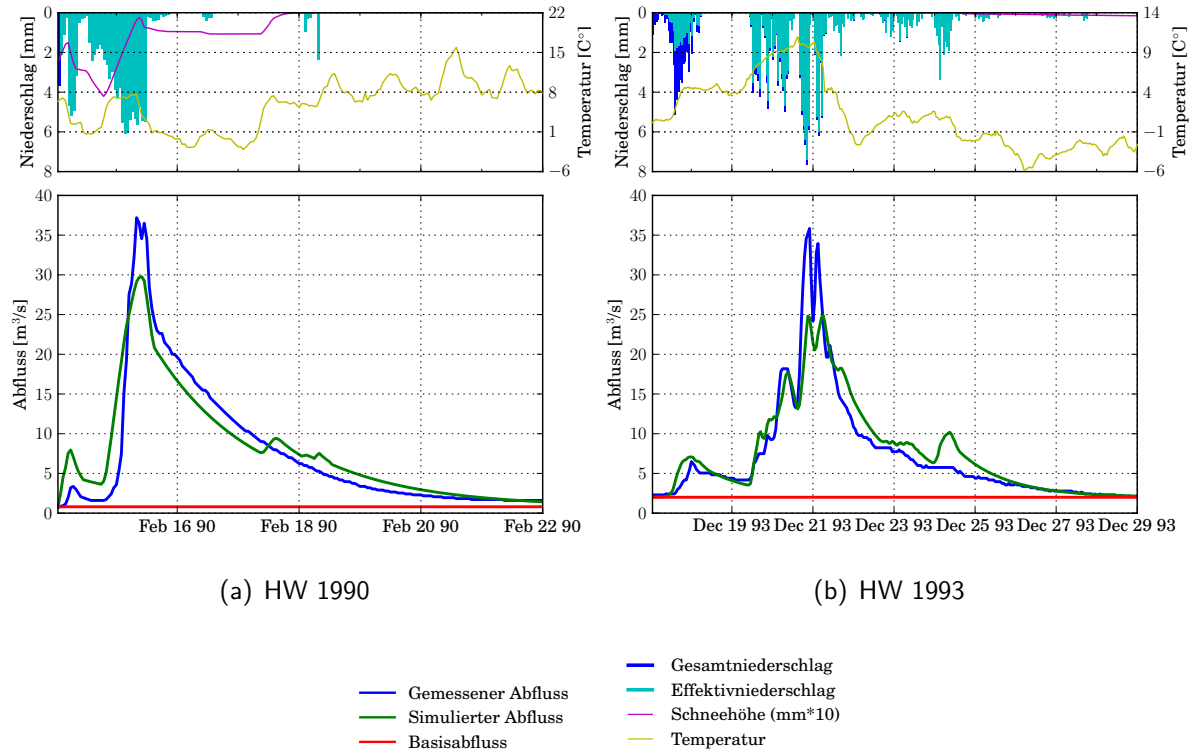 0
2
4
6
8
Niederschlag [mm]
22
15
8
1
−6
Temperatur [C°]
0
2
4
6
8
Niederschlag [mm]
14
9
4
−1
−6
Temperatur [C°]
40
35
30
25
20
15
10
5
0
Abfluss [m³/s]
Feb 16 90 Feb 18 90 Feb 20 90 Feb 22 90
40
35
30
25
20
15
10
5
0
Abfluss [m³/s]
Dec 19 93 Dec 21 93 Dec 23 93 Dec 25 93 Dec 27 93 Dec 29 93
(a) HW 1990
(b) HW 1993
Gemessener Abfluss
Simulierter Abfluss
Basisabfluss
Gesamtniederschlag
Effektivniederschlag
Schneehöhe (mm*10)
Temperatur